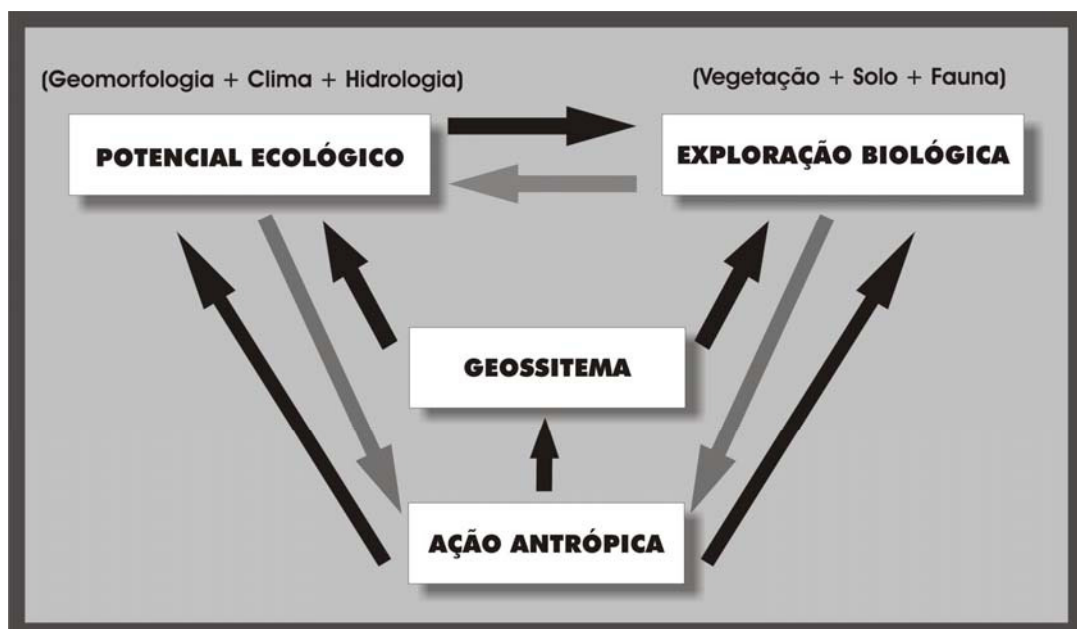 (Geomorfologia + Clima + Hidrologia)
(Vegetação + Solo + Fauna)
POTENCIAL ECOLÓGICO
EXPLORAÇÃO BIOLÓGICA
GEOSSITEMA
AÇÃO ANTRÓPICA